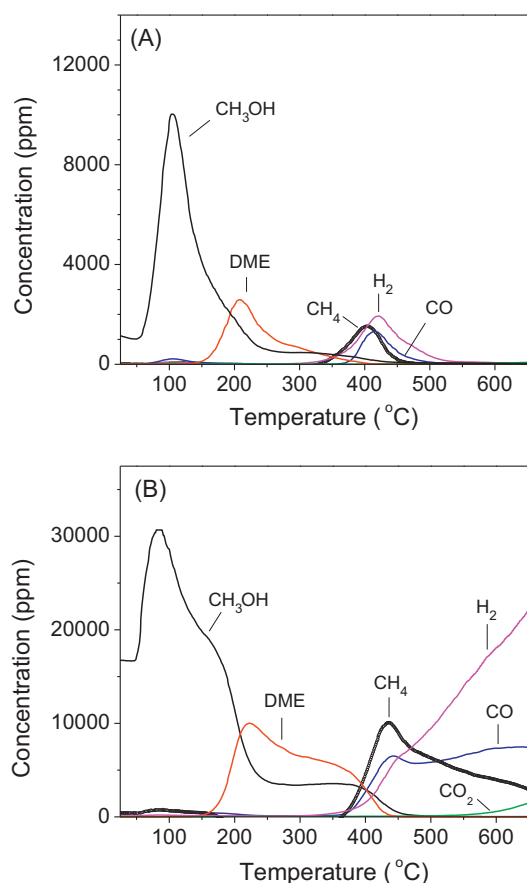 (A)
12000
8000
4000
0
Concentration (ppm)
CH₃OH
DME
CH₄
H₂
CO
100 200 300 400 500 600
Temperature ( °C)
(B)
30000
20000
10000
0
Concentration (ppm)
CH₃OH
DME
CH₄
H₂
CO
CO₂
100 200 300 400 500 600
Temperature ( °C)